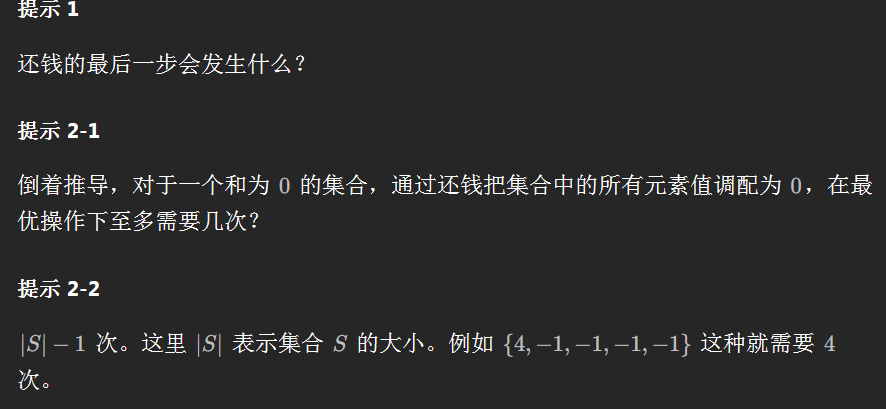 提示 1
还钱的最后一步会发生什么？
提示 2-1
倒着推导，对于一个和为 0 的集合，通过还钱把集合中的所有元素值调配为 0，在最
优操作下至多需要几次？
提示 2-2
|S| − 1 次。这里 |S| 表示集合 S 的大小。例如 {4, −1, −1, −1, −1} 这种就需要 4
次。